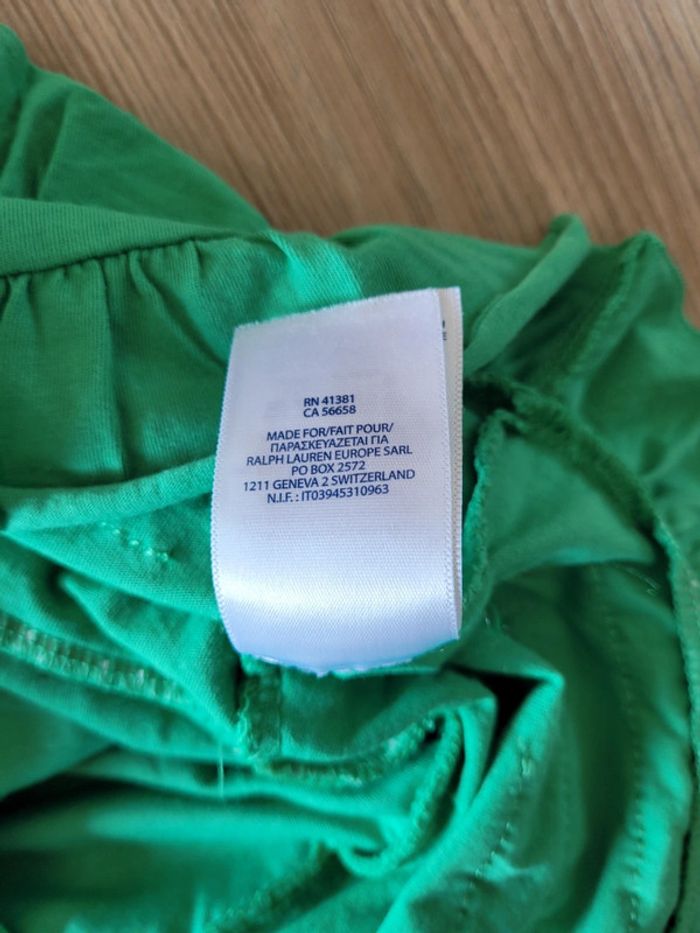 RN 41381
CA 56658
MADE FOR/FAIT POUR/
ΠΑΡΑΣΚΕΥΑΖΕΤΑΙ ΓΙΑ
RALPH LAUREN EUROPE SARL
PO BOX 2572
1211 GENEVA 2 SWITZERLAND
N.I.F. : IT03945310963